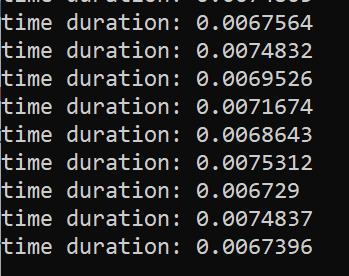 time duration: 0.0067564
time duration: 0.0074832
time duration: 0.0069526
time duration: 0.0071674
time duration: 0.0068643
time duration: 0.0075312
time duration: 0.006729
time duration: 0.0074837
time duration: 0.0067396